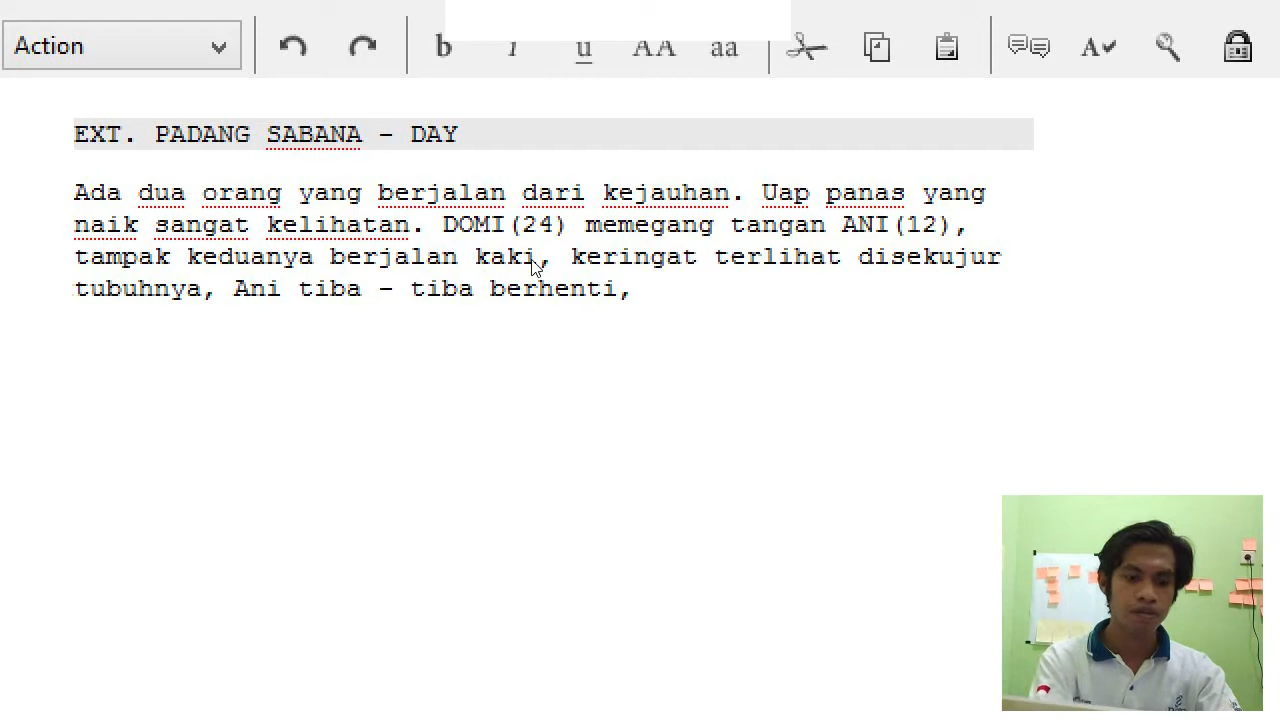 Action
b I u AA aa A
EXT. PADANG SABANA - DAY
Ada dua orang yang berjalan dari kejauhan. Uap panas yang
naik sangat kelihatan. DOMI(24) memegang tangan ANI(12),
tampak keduanya berjalan kaki, keringat terlihat disekujur
tubuhnya, Ani tiba - tiba berhenti,